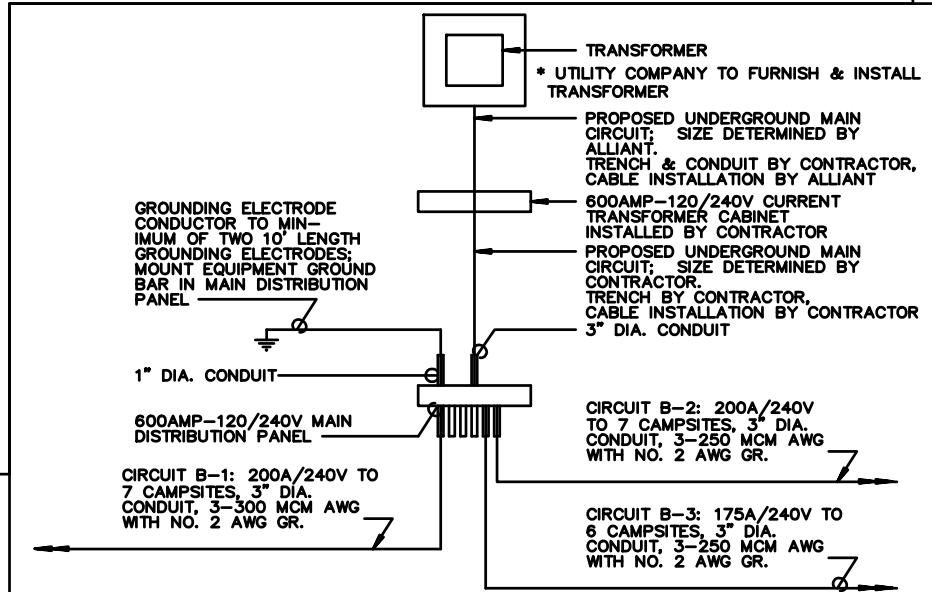 TRANSFORMER
* UTILITY COMPANY TO FURNISH & INSTALL
TRANSFORMER
PROPOSED UNDERGROUND MAIN
CIRCUIT; SIZE DETERMINED BY
ALLIANT.
TRENCH & CONDUIT BY CONTRACTOR,
CABLE INSTALLATION BY ALLIANT
600AMP-120/240V CURRENT
TRANSFORMER CABINET
INSTALLED BY CONTRACTOR
PROPOSED UNDERGROUND MAIN
CIRCUIT; SIZE DETERMINED BY
CONTRACTOR.
TRENCH BY CONTRACTOR,
CABLE INSTALLATION BY CONTRACTOR
3" DIA. CONDUIT
GROUNDING ELECTRODE
CONDUCTOR TO MIN-
IMUM OF TWO 10' LENGTH
GROUNDING ELECTRODES;
MOUNT EQUIPMENT GROUND
BAR IN MAIN DISTRIBUTION
PANEL
1" DIA. CONDUIT
600AMP-120/240V MAIN
DISTRIBUTION PANEL
CIRCUIT B-1: 200A/240V TO
7 CAMPSITES, 3" DIA.
CONDUIT, 3-300 MCM AWG
WITH NO. 2 AWG GR.
CIRCUIT B-2: 200A/240V
TO 7 CAMPSITES, 3" DIA.
CONDUIT, 3-250 MCM AWG
WITH NO. 2 AWG GR.
CIRCUIT B-3: 175A/240V TO
6 CAMPSITES, 3" DIA.
CONDUIT, 3-250 MCM AWG
WITH NO. 2 AWG GR.